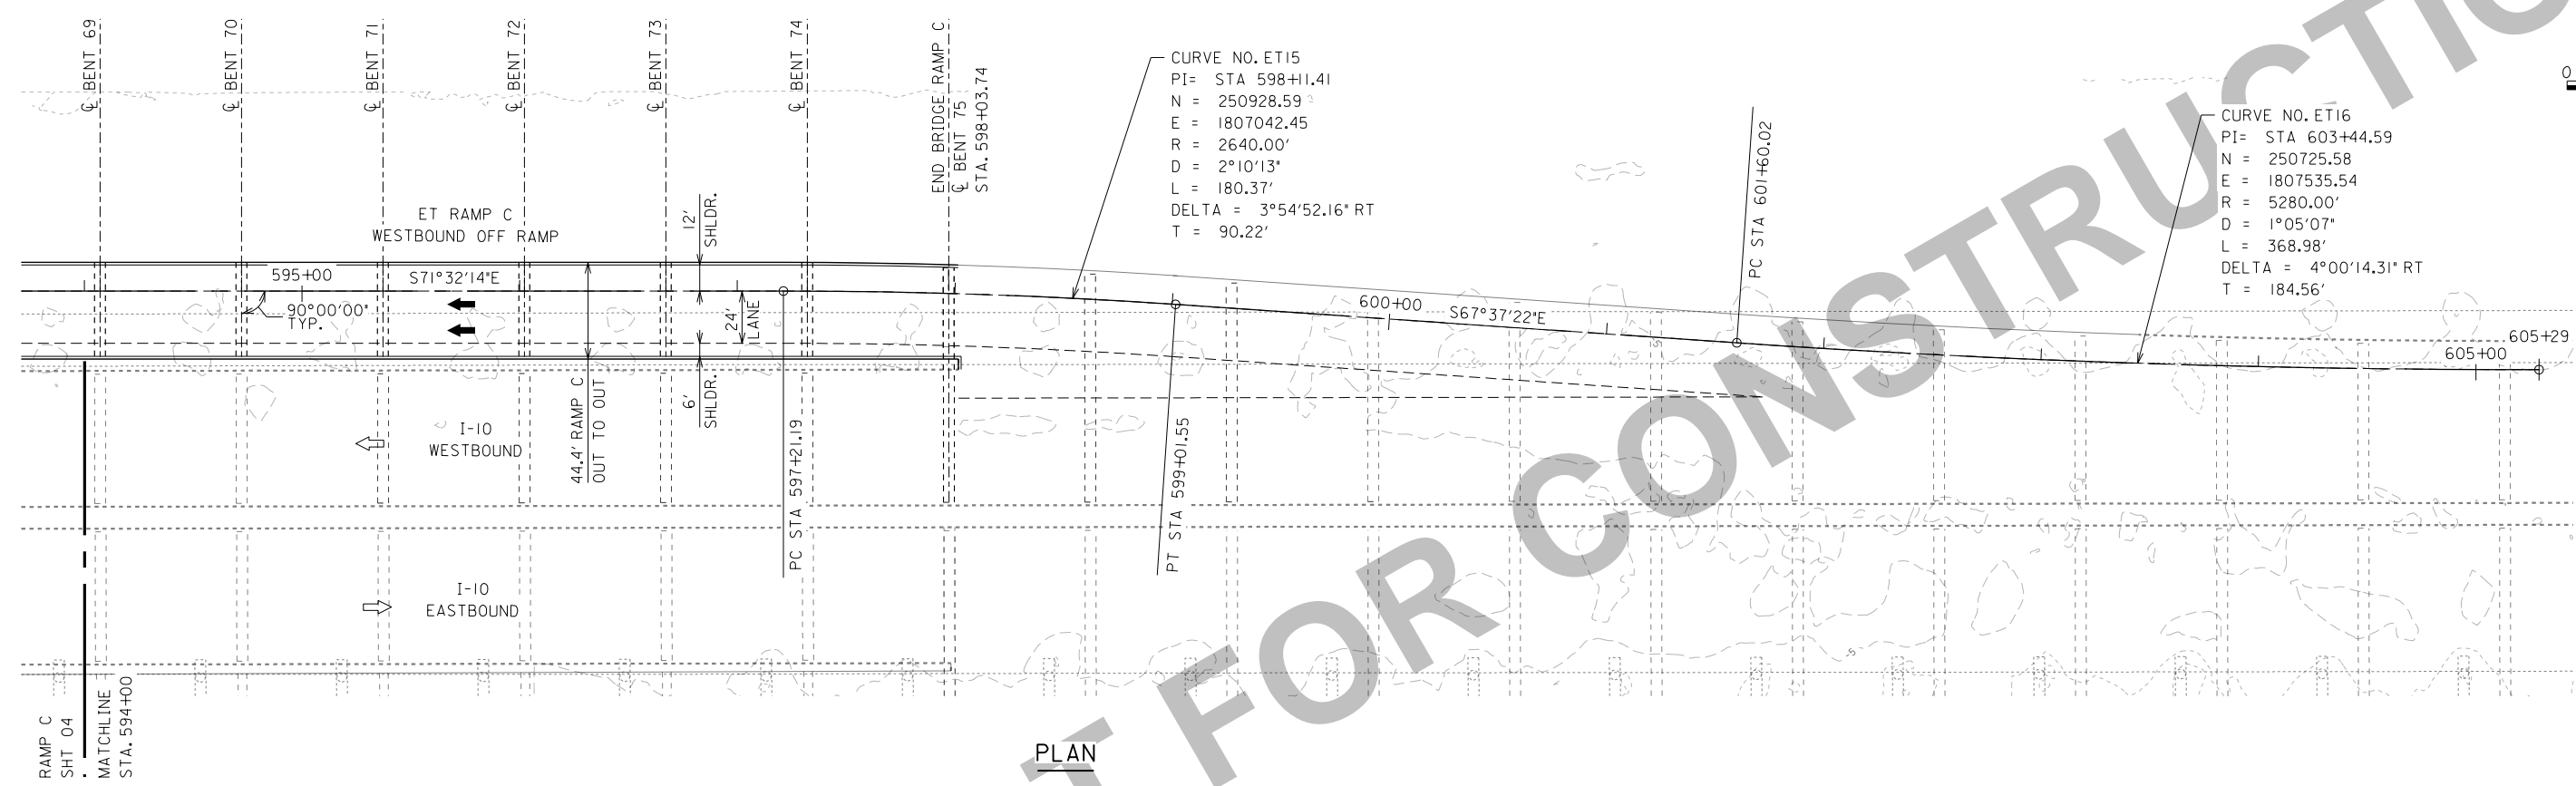 ℄ BENT 69
℄ BENT 70
℄ BENT 71
℄ BENT 72
℄ BENT 73
℄ BENT 74
END BRIDGE RAMP C
℄ BENT 75
STA. 598+03.74
CURVE NO. ET15
PI= STA 598+11.41
N = 250928.59
E = 1807042.45
R = 2640.00'
D = 2°10'13"
L = 180.37'
DELTA = 3°54'52.16" RT
T = 90.22'
PC STA 601+60.02
CURVE NO. ET16
PI= STA 603+44.59
N = 250725.58
E = 1807535.54
R = 5280.00'
D = 1°05'07"
L = 368.98'
DELTA = 4°00'14.31" RT
T = 184.56'
0
ET RAMP C
WESTBOUND OFF RAMP
12'
SHLDR.
595+00
S71°32'14"E
90°00'00"
TYP.
24'
LANE
600+00
S67°37'22"E
605+29
605+00
44.4' RAMP C
OUT TO OUT
6'
SHLDR.
PC STA 597+21.19
PT STA 599+01.55
I-10
WESTBOUND
I-10
EASTBOUND
-5
-5
RAMP C
SHT 04
MATCHLINE
STA. 594+00
PLAN
T FOR CONSTRUCTIO